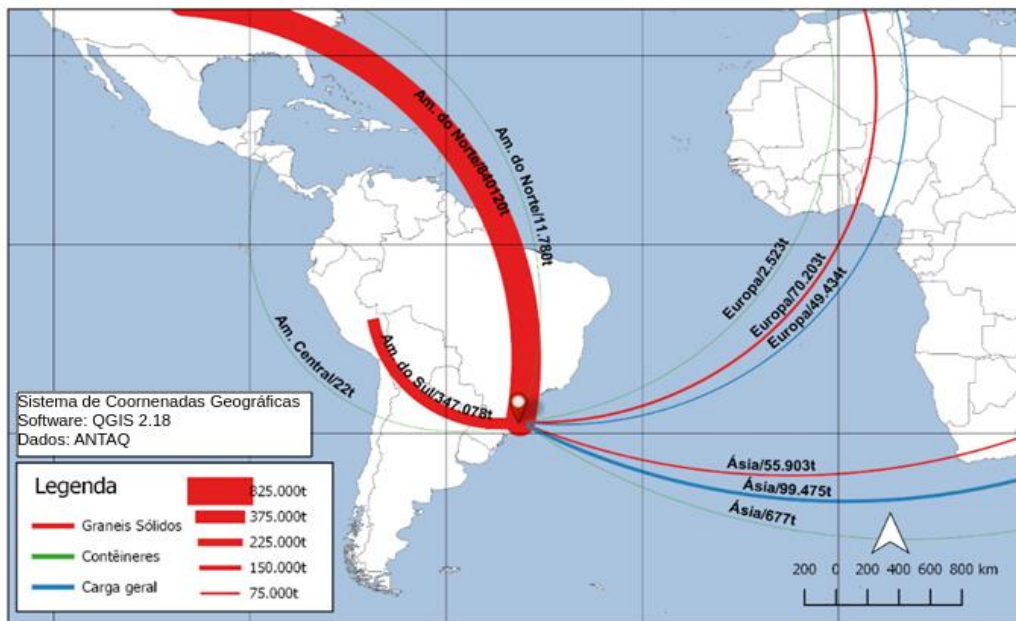 Am. do Norte/840120t
Am. do Norte/11.780t
Europa/2.523t
Europa/70.203t
Europa/49.434t
Am. Central/22t
Am. do Sul/347.078t
Ásia/55.903t
Ásia/99.475t
Ásia/677t
Sistema de Coornenadas Geográficas
Software: QGIS 2.18
Dados: ANTAQ
Legenda
Graneis Sólidos
Contêineres
Carga geral
825.000t
375.000t
225.000t
150.000t
75.000t
200 0 200 400 600 800 km